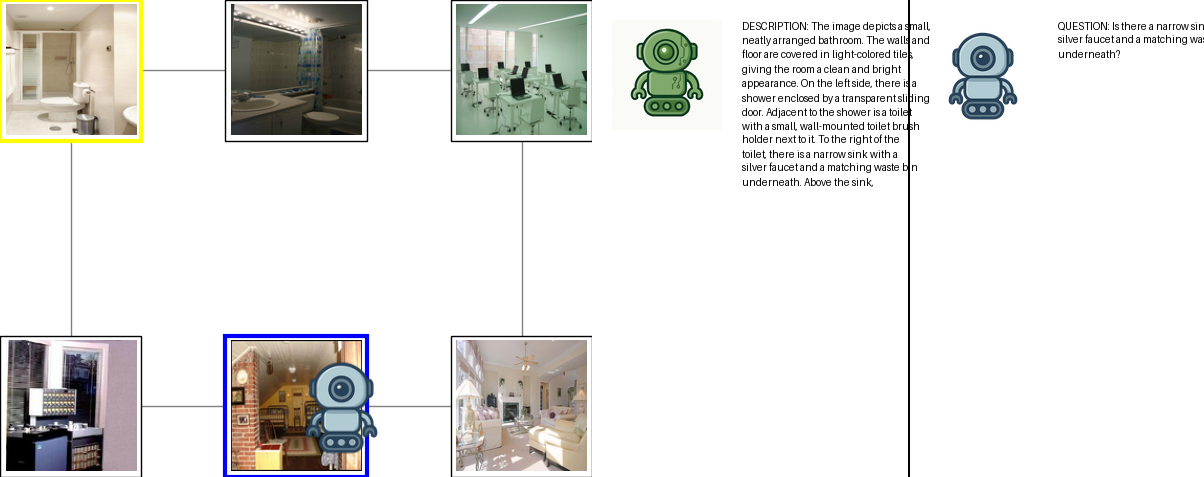 DESCRIPTION: The image depicts a small,
neatly arranged bathroom. The walls and
floor are covered in light-colored tiles,
giving the room a clean and bright
appearance. On the left side, there is a
shower enclosed by a transparent sliding
door. Adjacent to the shower is a toilet
with a small, wall-mounted toilet brush
holder next to it. To the right of the
toilet, there is a narrow sink with a
silver faucet and a matching waste bin
underneath. Above the sink,
QUESTION: Is there a narrow sin
silver faucet and a matching was
underneath?